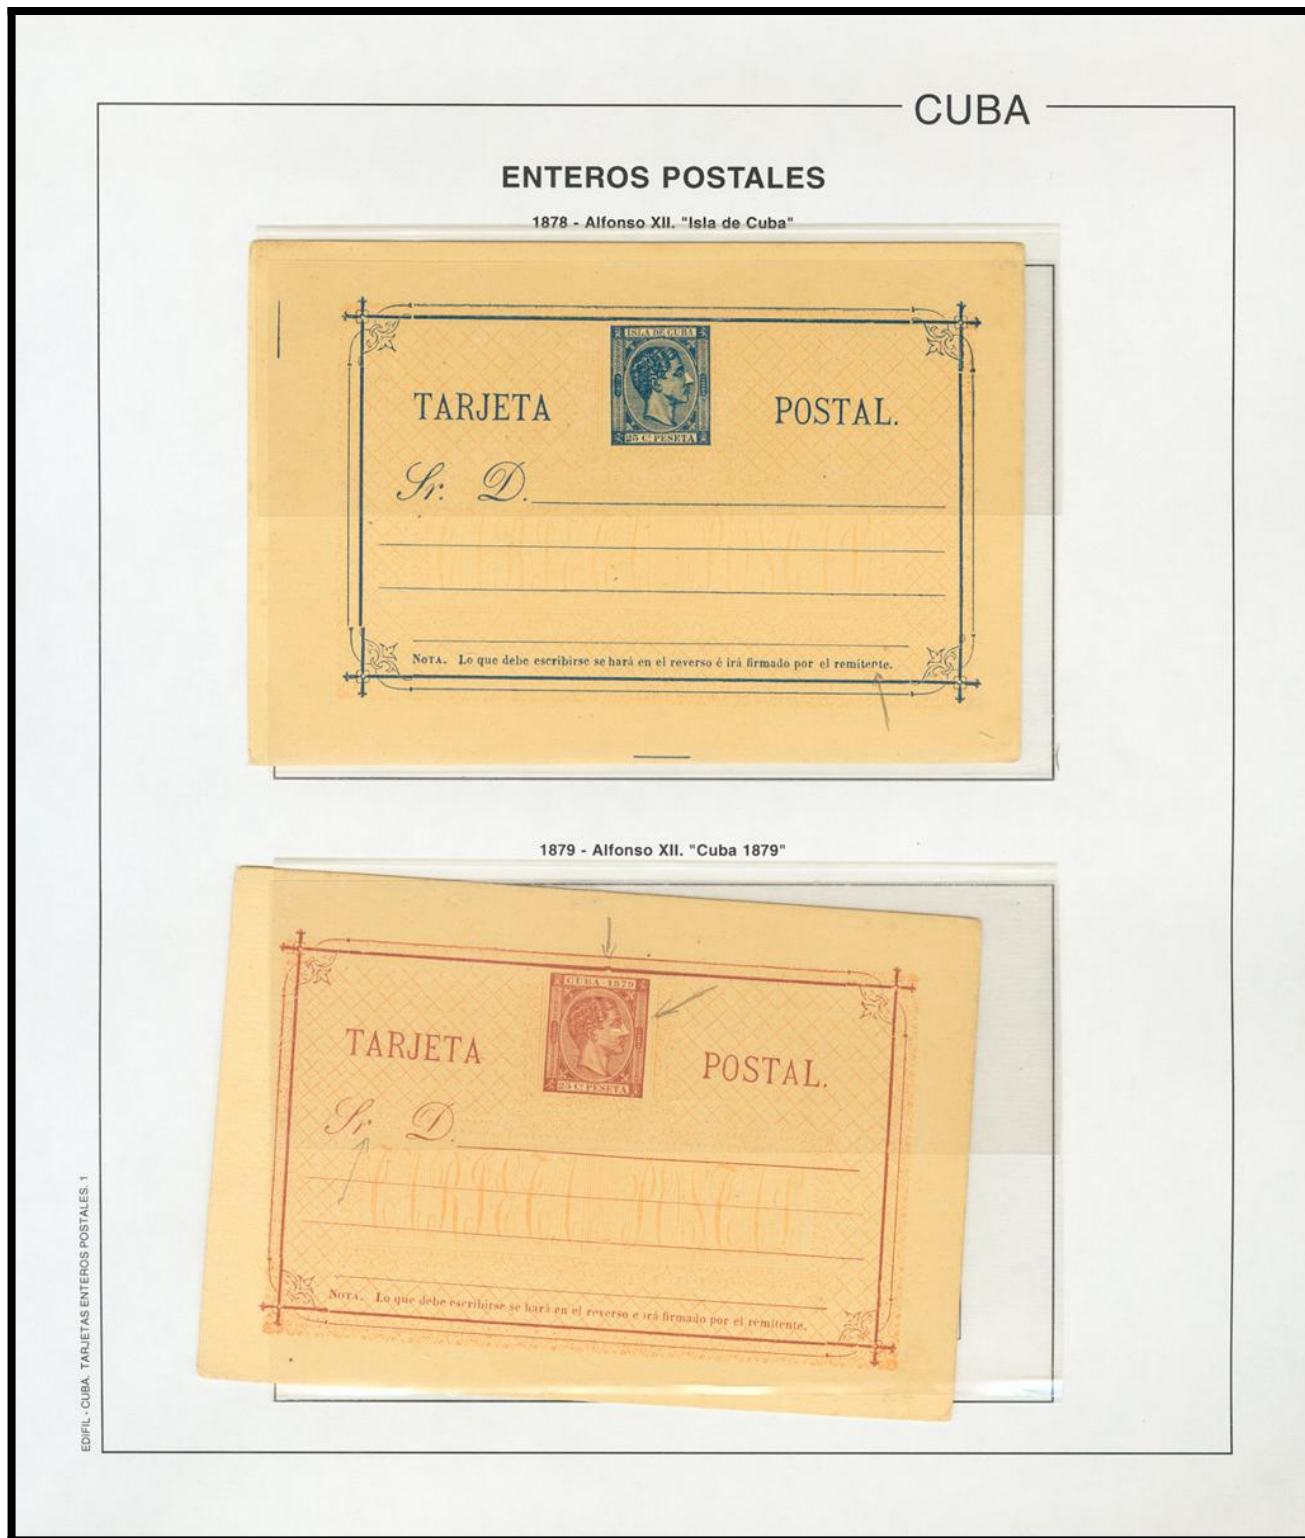 CUBA
ENTEROS POSTALES
1878 - Alfonso XII. "Isla de Cuba"
ISLA DE CUBA
25 Cs PESETA
TARJETA POSTAL.
Sr. D.
NOTA. Lo que debe escribirse se hará en el reverso é irá firmado por el remitente.
1879 - Alfonso XII. "Cuba 1879"
CUBA 1879
25 Cs PESETA
TARJETA POSTAL.
Sr. D.
TARJETA POSTAL
NOTA. Lo que debe escribirse se hará en el reverso e irá firmado por el remitente.
EDIFIL - CUBA. TARJETAS ENTEROS POSTALES. 1